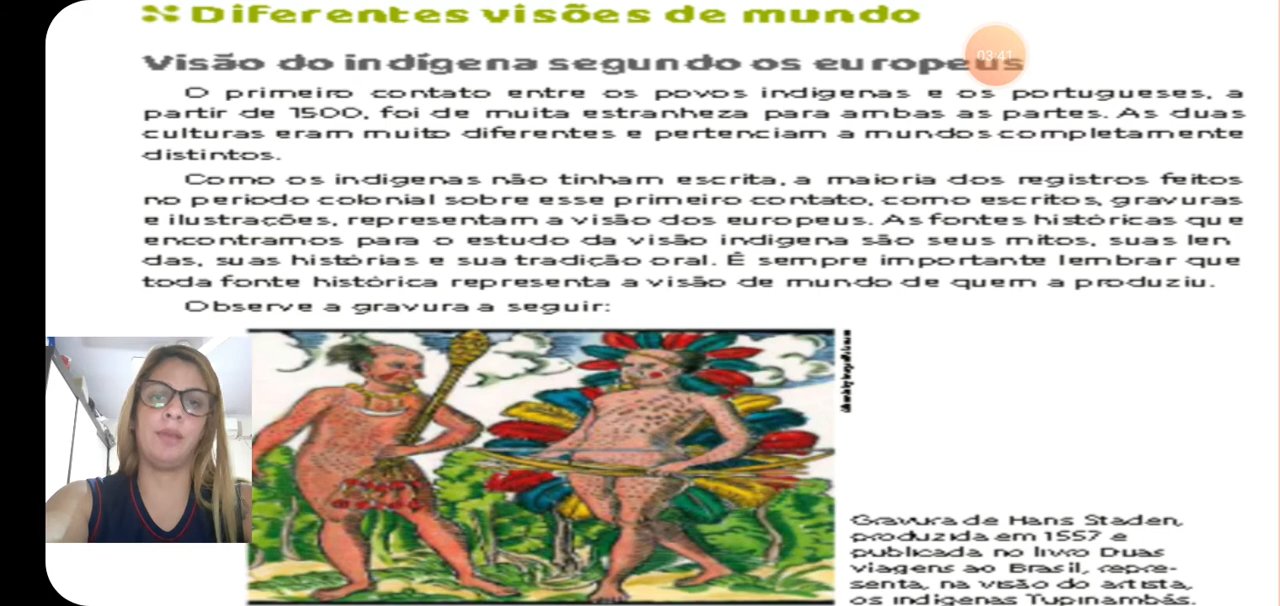 Diferentes visões de mundo
03:41
Visão do indígena segundo os europeus
O primeiro contato entre os povos indígenas e os portugueses, a
partir de 1500, foi de muita estranheza para ambas as partes. As duas
culturas eram muito diferentes e pertenciam a mundos completamente
distintos.
Como os indígenas não tinham escrita, a maioria dos registros feitos
no período colonial sobre esse primeiro contato, como escritos, gravuras
e ilustrações, representam a visão dos europeus. As fontes históricas que
encontramos para o estudo da visão indígena são seus mitos, suas len
das, suas histórias e sua tradição oral. É sempre importante lembrar que
toda fonte histórica representa a visão de mundo de quem a produziu.
Observe a gravura a seguir:
Gravura de Hans Staden,
produzida em 1557 e
publicada no livro Duas
viagens ao Brasil, repre-
senta, na visão do artista,
os indígenas Tupinambás.